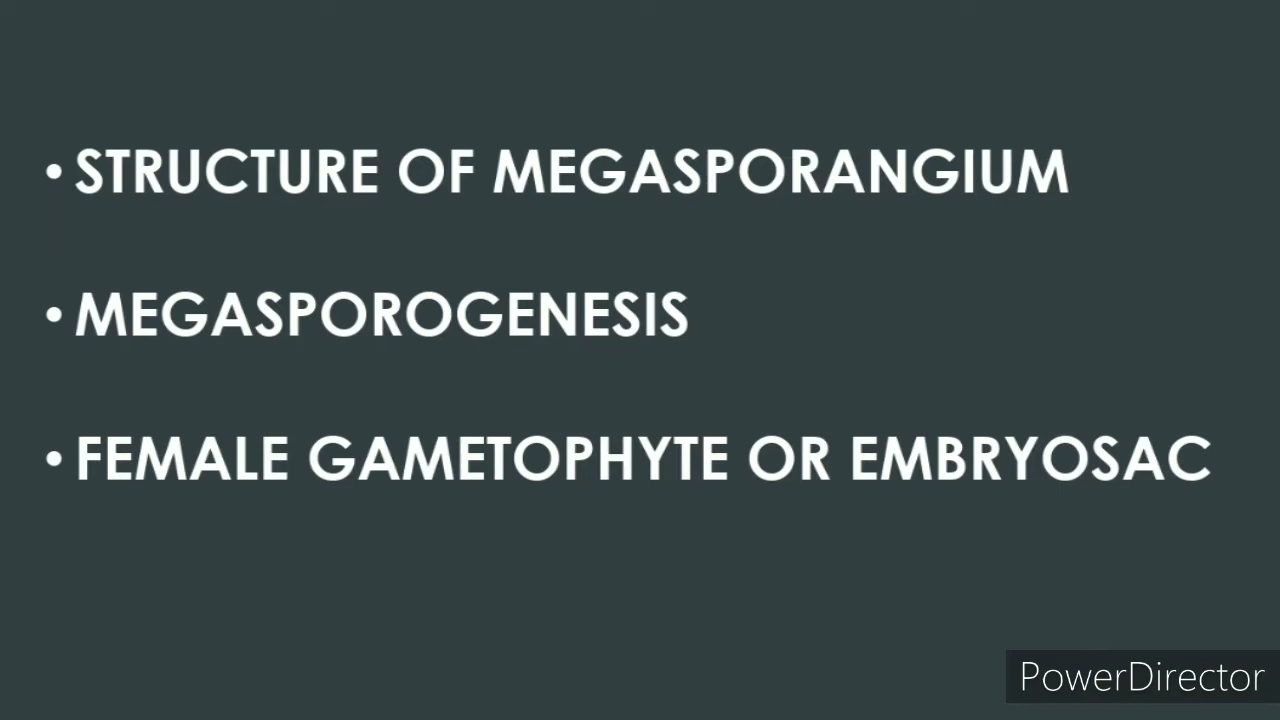 • STRUCTURE OF MEGASPORANGIUM
• MEGASPOROGENESIS
• FEMALE GAMETOPHYTE OR EMBRYOSAC
PowerDirector